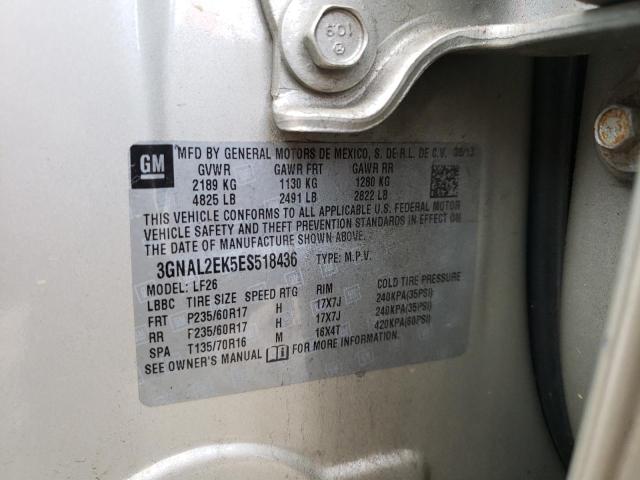 109
GM
MFD BY GENERAL MOTORS DE MEXICO, S. DE R.L. DE C.V.
GVWR GAWR FRT GAWR RR
2189 KG 1130 KG 1280 KG
4825 LB 2491 LB 2822 LB
THIS VEHICLE CONFORMS TO ALL APPLICABLE U.S. FEDERAL MOTOR
VEHICLE SAFETY AND THEFT PREVENTION STANDARDS IN EFFECT ON
THE DATE OF MANUFACTURE SHOWN ABOVE.
3GNAL2EK5ES518436 TYPE: M.P.V.
MODEL: LF26
LBBC TIRE SIZE SPEED RTG RIM COLD TIRE PRESSURE
FRT P235/60R17 H 17X7J 240KPA(35PSI)
RR P235/60R17 H 17X7J 240KPA(35PSI)
SPA T135/70R16 M 16X4T 420KPA(60PSI)
SEE OWNER'S MANUAL FOR MORE INFORMATION.